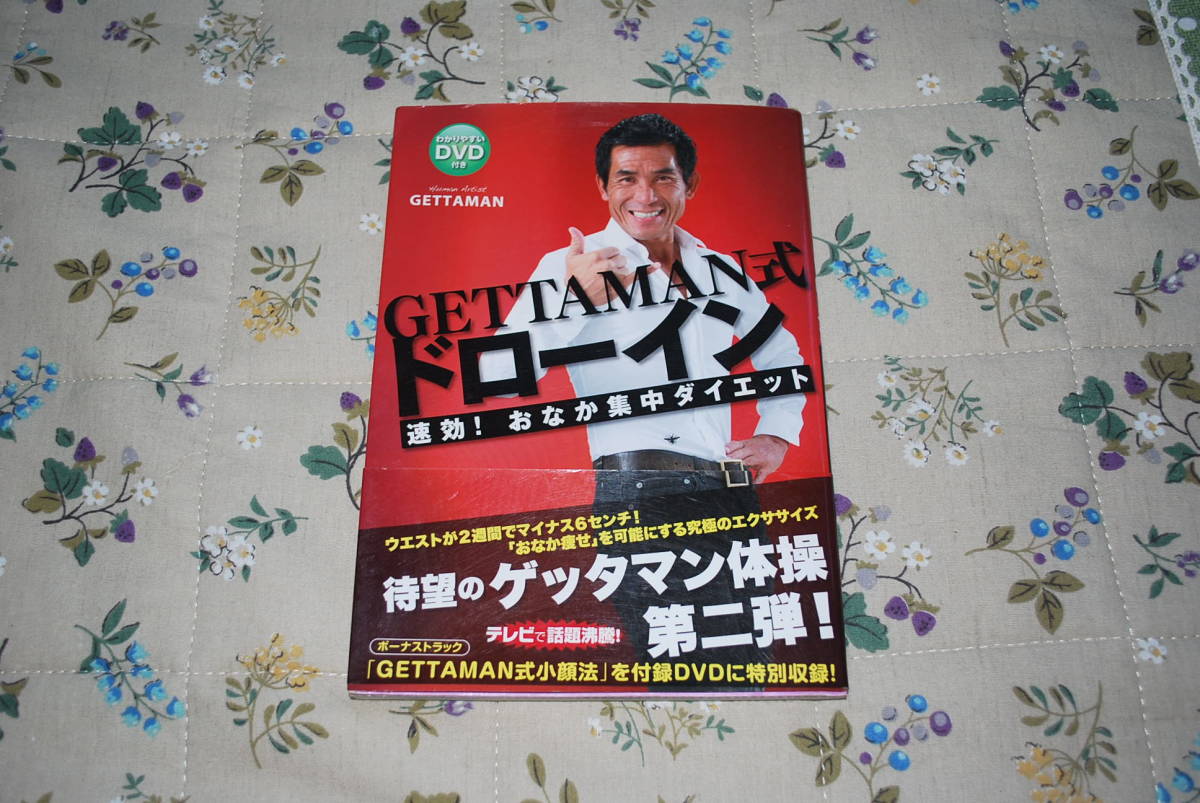 わかりやすい
DVD
付き
Human Artist
GETTAMAN
GETTAMAN式
ドローイン
速効！ おなか集中ダイエット
ウエストが2週間でマイナス6センチ！
「おなか痩せ」を可能にする究極のエクササイズ
待望のゲッタマン体操
第二弾！
テレビで話題沸騰！
ボーナストラック
「GETTAMAN式小顔法」を付録DVDに特別収録！